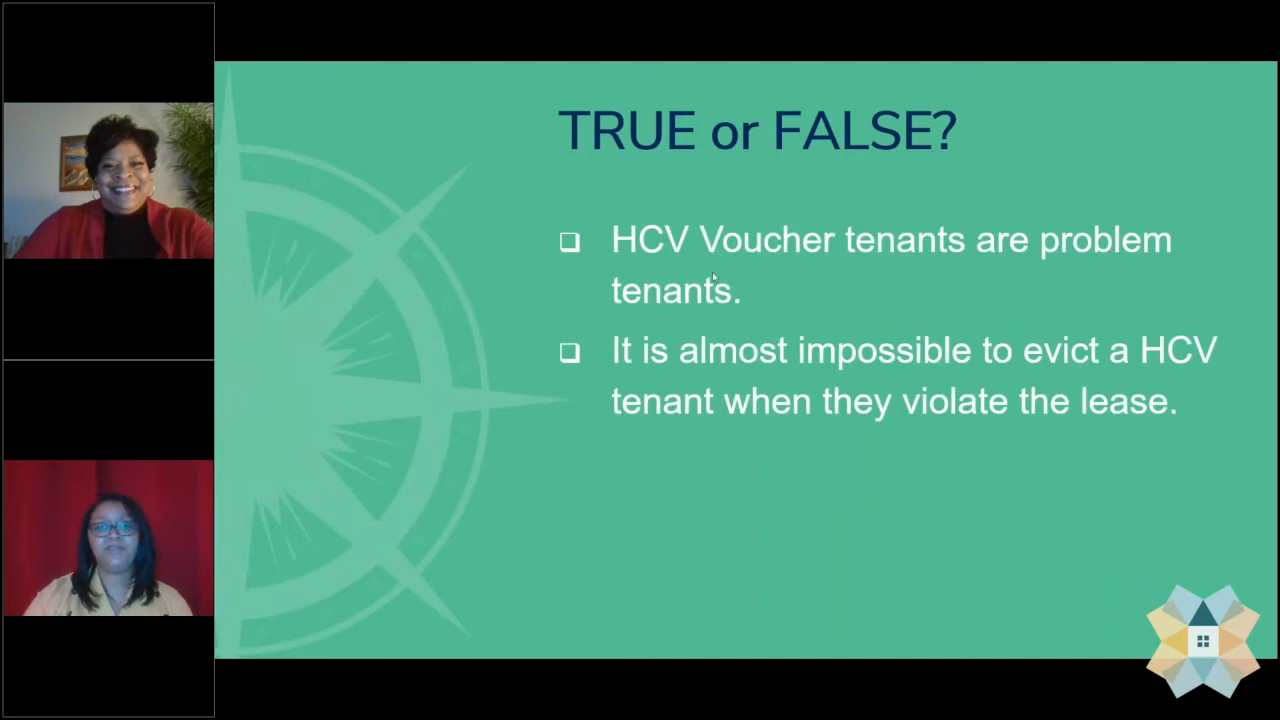 TRUE or FALSE?
HCV Voucher tenants are problem
tenants.
It is almost impossible to evict a HCV
tenant when they violate the lease.